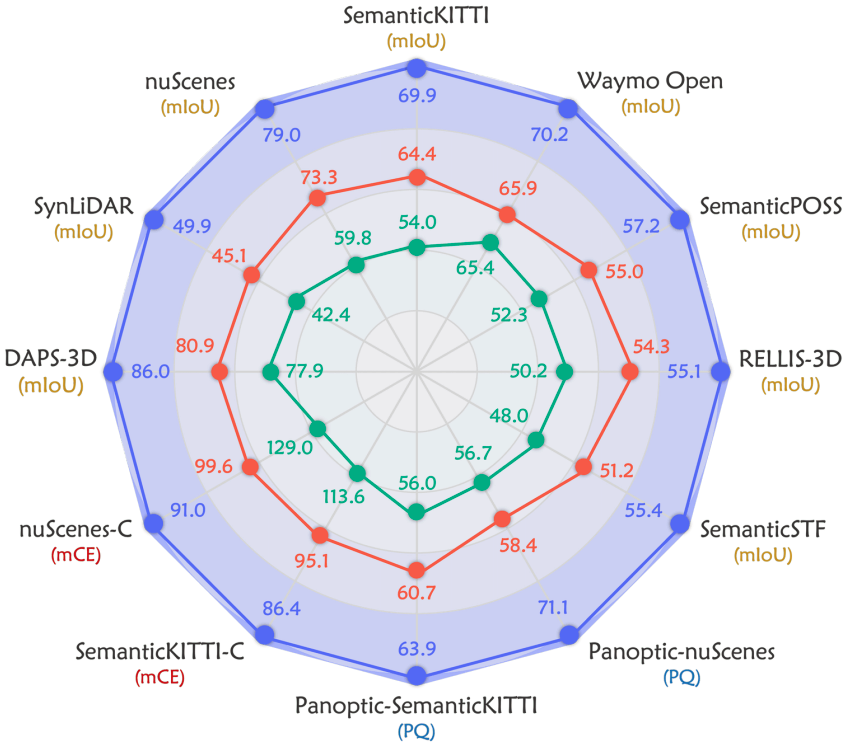 SemanticKITTI
(mIoU)
69.9
64.4
54.0
Waymo Open
(mIoU)
70.2
65.9
65.4
SemanticPOSS
(mIoU)
57.2
55.0
52.3
RELLIS-3D
(mIoU)
55.1
54.3
50.2
SemanticSTF
(mIoU)
55.4
51.2
48.0
Panoptic-nuScenes
(PQ)
71.1
58.4
56.7
Panoptic-SemanticKITTI
(PQ)
63.9
60.7
56.0
SemanticKITTI-C
(mCE)
86.4
95.1
113.6
nuScenes-C
(mCE)
91.0
99.6
129.0
DAPS-3D
(mIoU)
86.0
80.9
77.9
SynLiDAR
(mIoU)
49.9
45.1
42.4
nuScenes
(mIoU)
79.0
73.3
59.8